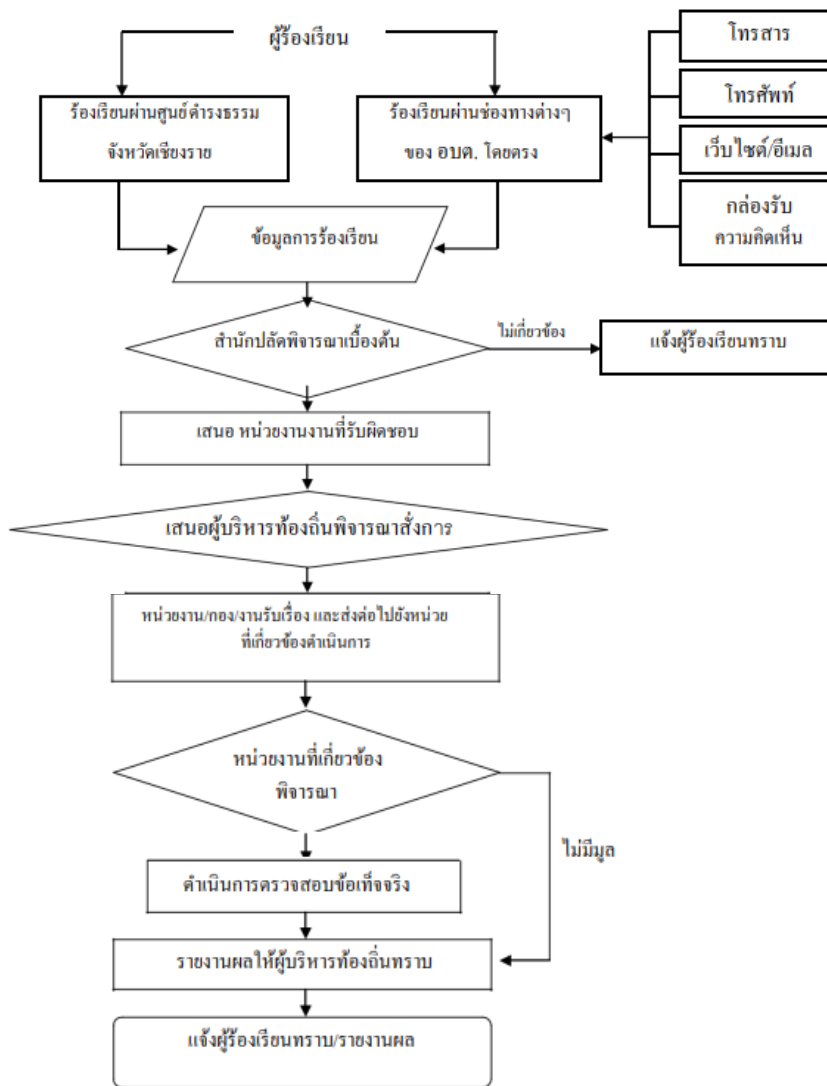 ผู้ร้องเรียน
โทรสาร
โทรศัพท์
เว็บไซต์/อีเมล
กล่องรับ
ความคิดเห็น
ร้องเรียนผ่านศูนย์ดำรงธรรม
จังหวัดเชียงราย
ร้องเรียนผ่านช่องทางต่างๆ
ของ อบต. โดยตรง
ข้อมูลการร้องเรียน
สำนักปลัดพิจารณาเบื้องต้น
ไม่เกี่ยวข้อง
แจ้งผู้ร้องเรียนทราบ
เสนอ หน่วยงานงานที่รับผิดชอบ
เสนอผู้บริหารท้องถิ่นพิจารณาสั่งการ
หน่วยงาน/กอง/งานรับเรื่อง และส่งต่อไปยังหน่วย
ที่เกี่ยวข้องดำเนินการ
หน่วยงานที่เกี่ยวข้อง
พิจารณา
ไม่มีมูล
ดำเนินการตรวจสอบข้อเท็จจริง
รายงานผลให้ผู้บริหารท้องถิ่นทราบ
แจ้งผู้ร้องเรียนทราบ/รายงานผล